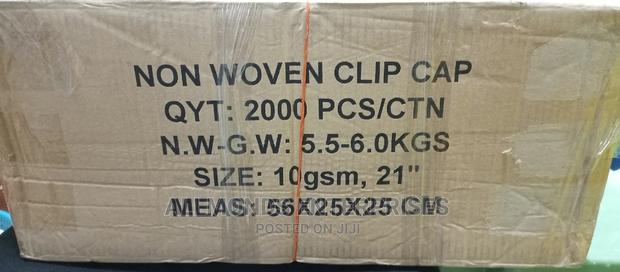 NON WOVEN CLIP CAP
QYT: 2000 PCS/CTN
N.W-G.W: 5.5-6.0KGS
SIZE: 10gsm, 21"
MEAS: 56X25X25 CM
POSTED ON JIJI